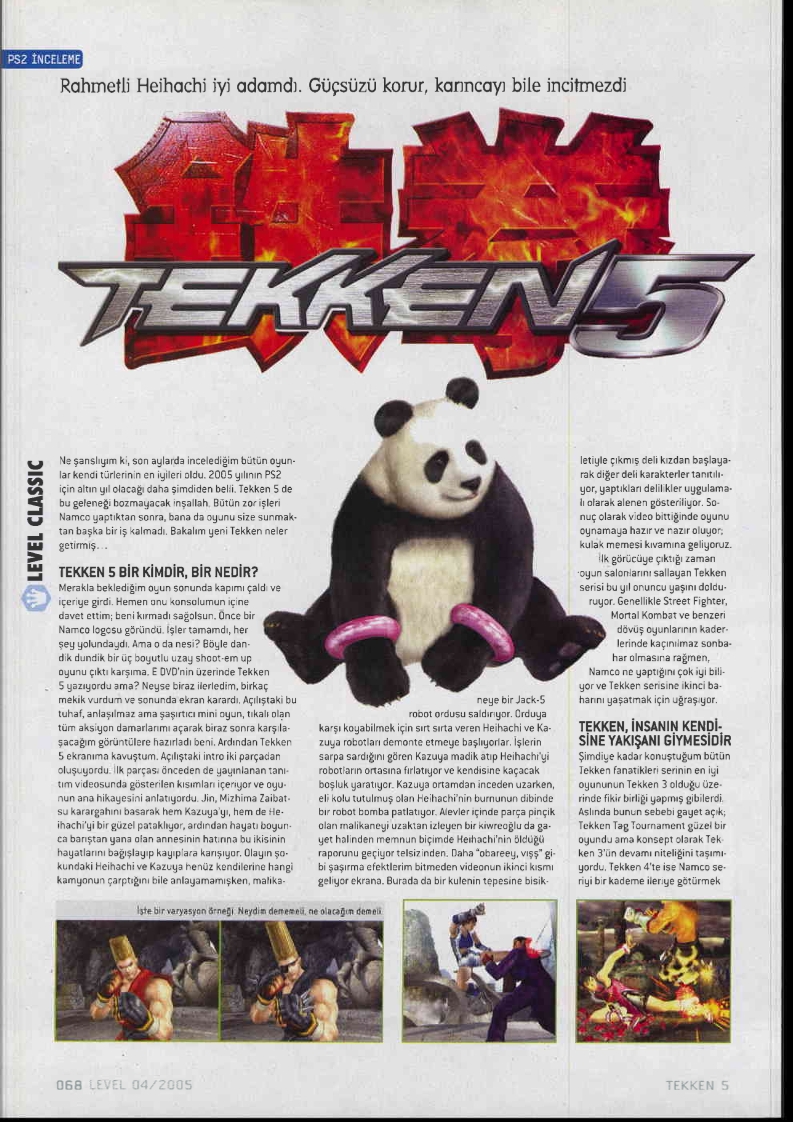 PS2 İNCELEME
Rahmetli Heihachi iyi adamdı. Güçsüzü korur, karıncayı bile incitmezdi
鉄拳
TEKKEN 5
LEVEL CLASSIC
Ne şanslıyım ki, son aylarda incelediğim bütün oyun-
lar kendi türlerinin en iyileri oldu. 2005 yılının PS2
için altın yıl olacağı daha şimdiden belli. Tekken 5 de
bu geleneği bozmayacak inşallah. Bütün zor işleri
Namco yaptıktan sonra, bana da oyunu size sunmak-
tan başka bir iş kalmadı. Bakalım yeni Tekken neler
getirmiş...
TEKKEN 5 BİR KİMDİR, BİR NEDİR?
Merakla beklediğim oyun sonunda kapımı çaldı ve
içeriye girdi. Hemen onu konsolumun içine
davet ettim; beni kırmadı sağolsun. Önce bir
Namco logosu göründü. İşler tamamdı, her
şey yolundaydı. Ama o da nesi? Böyle dan-
dik dundik bir üç boyutlu uzay shoot-em up
oyunu çıktı karşıma. E DVD'nin üzerinde Tekken
5 yazıyordu ama? Neyse biraz ilerledim, birkaç
mekik vurdum ve sonunda ekran karardı. Açılıştaki bu
tuhaf, anlaşılmaz ama şaşırtıcı mini oyun, tıkalı olan
tüm aksiyon damarlarımı açarak biraz sonra karşıla-
şacağım görüntülere hazırladı beni. Ardından Tekken
5 ekranıma kavuştum. Açılıştaki intro iki parçadan
oluşuyordu. İlk parçası önceden de yayınlanan tanı-
tım videosunda gösterilen kısımları içeriyor ve oyu-
nun ana hikayesini anlatıyordu. Jin, Mizhima Zaibat-
su karargahını basarak hem Kazuya'yı, hem de He-
ihachi'yi bir güzel pataklıyor, ardından hayatı boyun-
ca barıştan yana olan annesinin hatırına bu ikisinin
hayatlarını bağışlayıp kayıplara karışıyor. Olayın şo-
kundaki Heihachi ve Kazuya henüz kendilerine hangi
kamyonun çarptığını bile anlayamamışken, malika-
neye bir Jack-5
robot ordusu saldırıyor. Orduya
karşı koyabilmek için sırt sırta veren Heihachi ve Ka-
zuya robotları demonte etmeye başlıyorlar. İşlerin
sarpa sardığını gören Kazuya madik atıp Heihachi'yi
robotların ortasına fırlatıyor ve kendisine kaçacak
boşluk yaratıyor. Kazuya ortamdan inceden uzarken,
eli kolu tutulmuş olan Heihachi'nin burnunun dibinde
bir robot bomba patlatıyor. Alevler içinde parça pinçik
olan malikaneyi uzaktan izleyen bir kıwreoğlu da ga-
yet halinden memnun biçimde Heihachi'nin öldüğü
raporunu geçiyor telsizinden. Daha "obareey, vışş" gi-
bi şaşırma efektlerim bitmeden videonun ikinci kısmı
geliyor ekrana. Burada da bir kulenin tepesine bisik-
letiyle çıkmış deli kızdan başlaya-
rak diğer deli karakterler tanıtılı-
yor, yaptıkları delilikler uygulama-
lı olarak alenen gösteriliyor. So-
nuç olarak video bittiğinde oyunu
oynamaya hazır ve nazır oluyor;
kulak memesi kıvamına geliyoruz.
İlk görücüye çıktığı zaman
oyun salonlarını sallayan Tekken
serisi bu yıl onuncu yaşını doldu-
ruyor. Genellikle Street Fighter,
Mortal Kombat ve benzeri
dövüş oyunlarının kader-
lerinde kaçınılmaz sonba-
har olmasına rağmen,
Namco ne yaptığını çok iyi bili-
yor ve Tekken serisine ikinci ba-
harını yaşatmak için uğraşıyor.
TEKKEN, İNSANIN KENDİ-
SİNE YAKIŞANI GİYMESİDİR
Şimdiye kadar konuştuğum bütün
Tekken fanatikleri serinin en iyi
oyununun Tekken 3 olduğu üze-
rinde fikir birliği yapmış gibilerdi.
Aslında bunun sebebi gayet açık;
Tekken Tag Tournament güzel bir
oyundu ama konsept olarak Tek-
ken 3'ün devamı niteliğini taşımı-
yordu. Tekken 4'te ise Namco se-
riyi bir kademe ileriye götürmek
İşte bir varyasyon örneği. Neydim dememeli, ne olacağım demeli
068 LEVEL 04/2005
TEKKEN 5